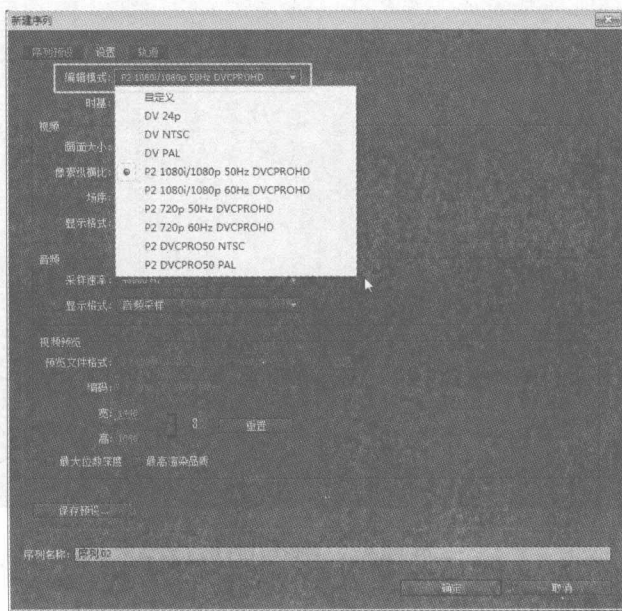 新建序列
序列预设 设置 轨道
编辑模式: P2 1080i/1080p 50Hz DVCPROHD
自定义
DV 24p
DV NTSC
DV PAL
P2 1080i/1080p 50Hz DVCPROHD
P2 1080i/1080p 60Hz DVCPROHD
P2 720p 50Hz DVCPROHD
P2 720p 60Hz DVCPROHD
P2 DVCPRO50 NTSC
P2 DVCPRO50 PAL
时基:
视频
画面大小:
像素纵横比:
场序:
显示格式:
音频
采样速率: 48000 Hz
显示格式: 音频采样
视频预览
预览文件格式:
编码:
宽: 1440
高: 1080
重置
最大位数深度 最高渲染品质
保存预设...
序列名称: 序列 02
确定 取消